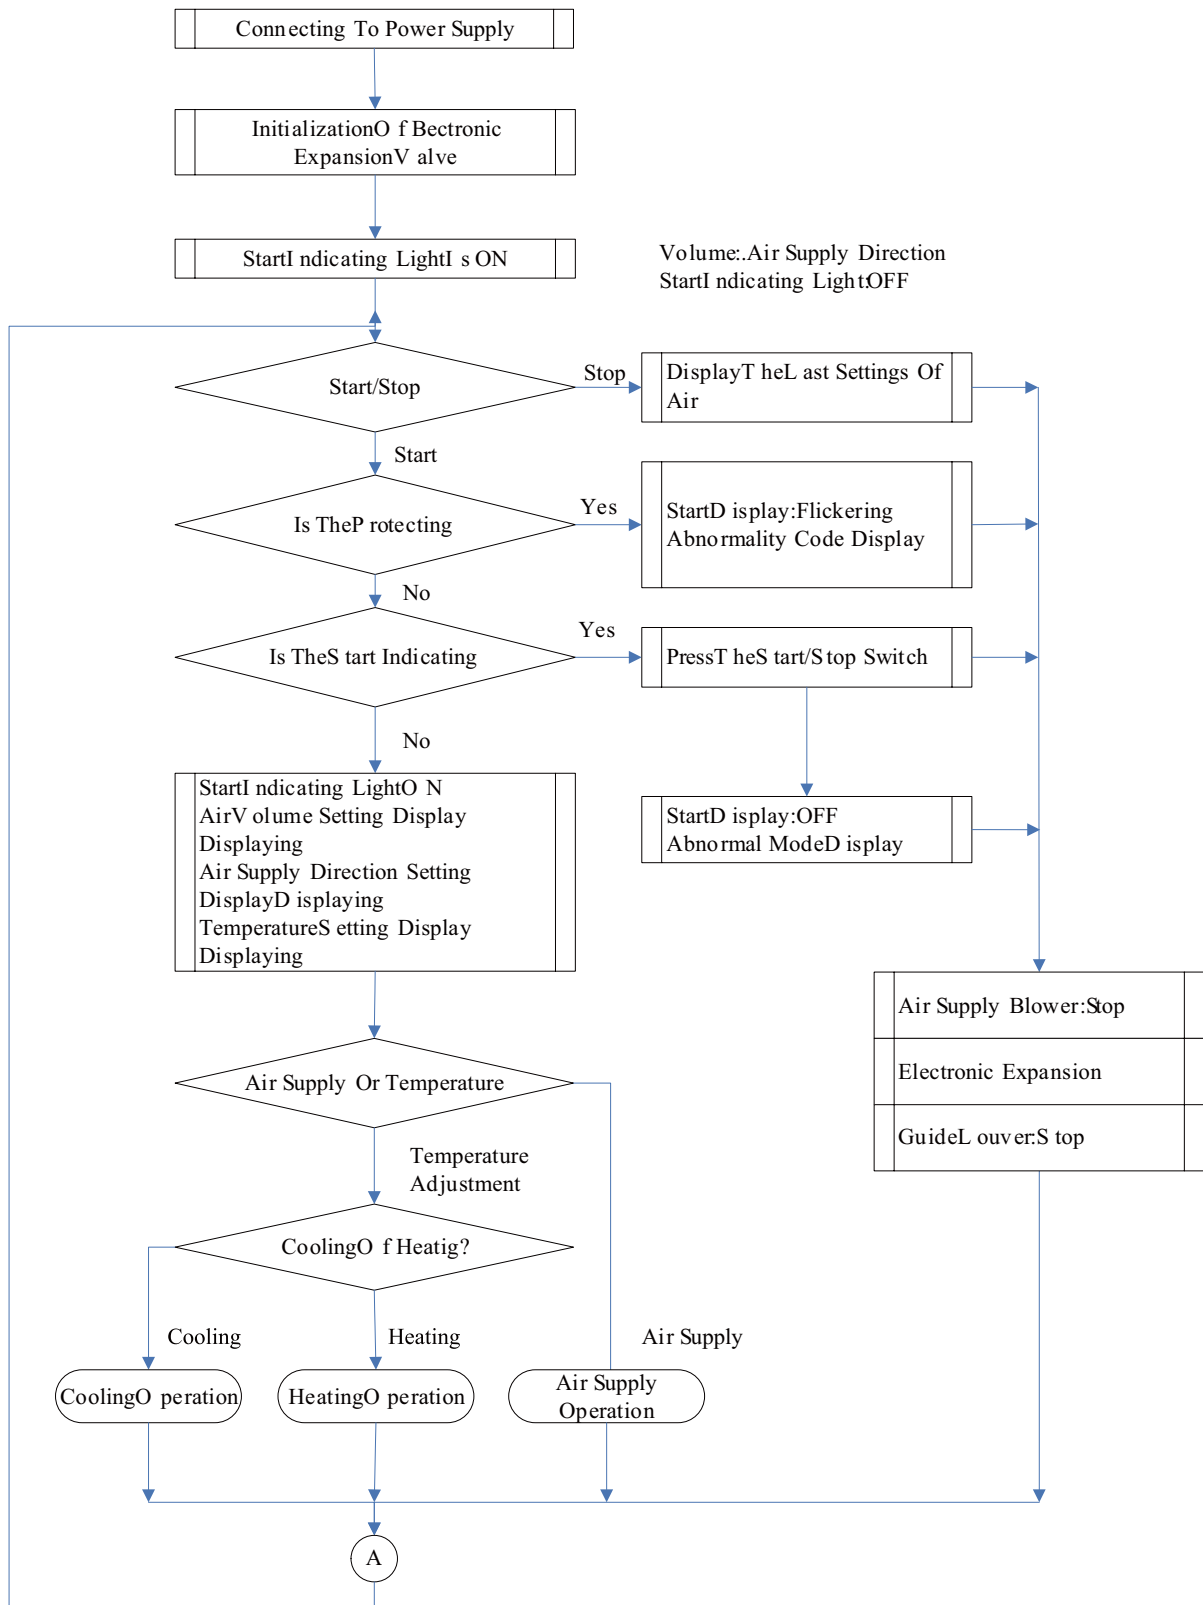 Connecting To Power Supply
InitializationO f Bectronic
ExpansionV alve
StartI ndicating LightI s ON
Volume:.Air Supply Direction
StartI ndicating Light:OFF
Start/Stop
Stop
DisplayT heL ast Settings Of
Air
Start
Is TheP rotecting
Yes
StartD isplay:Flickering
Abnormality Code Display
No
Is TheS tart Indicating
Yes
PressT heS tart/S top Switch
No
StartI ndicating LightO N
AirV olume Setting Display
Displaying
Air Supply Direction Setting
DisplayD isplaying
TemperatureS etting Display
Displaying
StartD isplay:OFF
Abnormal ModeD isplay
Air Supply Blower:Stop
Electronic Expansion
GuideL ouver:S top
Air Supply Or Temperature
Temperature
Adjustment
CoolingO f Heatig?
Cooling
Heating
Air Supply
CoolingO peration
HeatingO peration
Air Supply
Operation
A